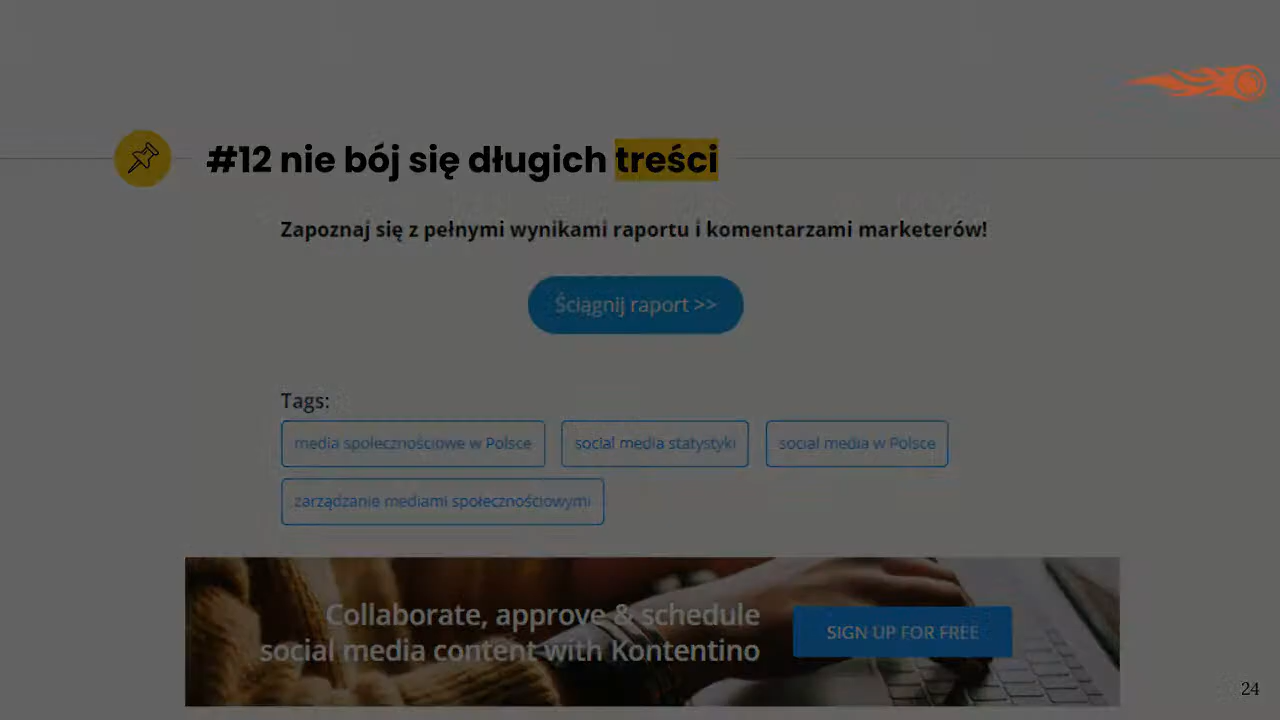 #12 nie bój się długich treści
Zapoznaj się z pełnymi wynikami raportu i komentarzami marketerów!
Ściągnij raport >>
Tags:
media społecznościowe w Polsce
social media statystyki
social media w Polsce
zarządzanie mediami społecznościowymi
Collaborate, approve & schedule
social media content with Kontentino
SIGN UP FOR FREE
24